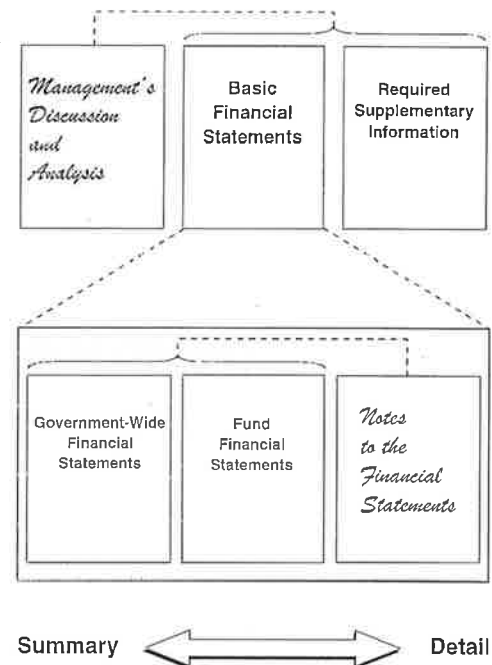 Management's
Discussion
and
Analysis
Basic
Financial
Statements
Required
Supplementary
Information
Government-Wide
Financial
Statements
Fund
Financial
Statements
Notes
to the
Financial
Statements
Summary
Detail